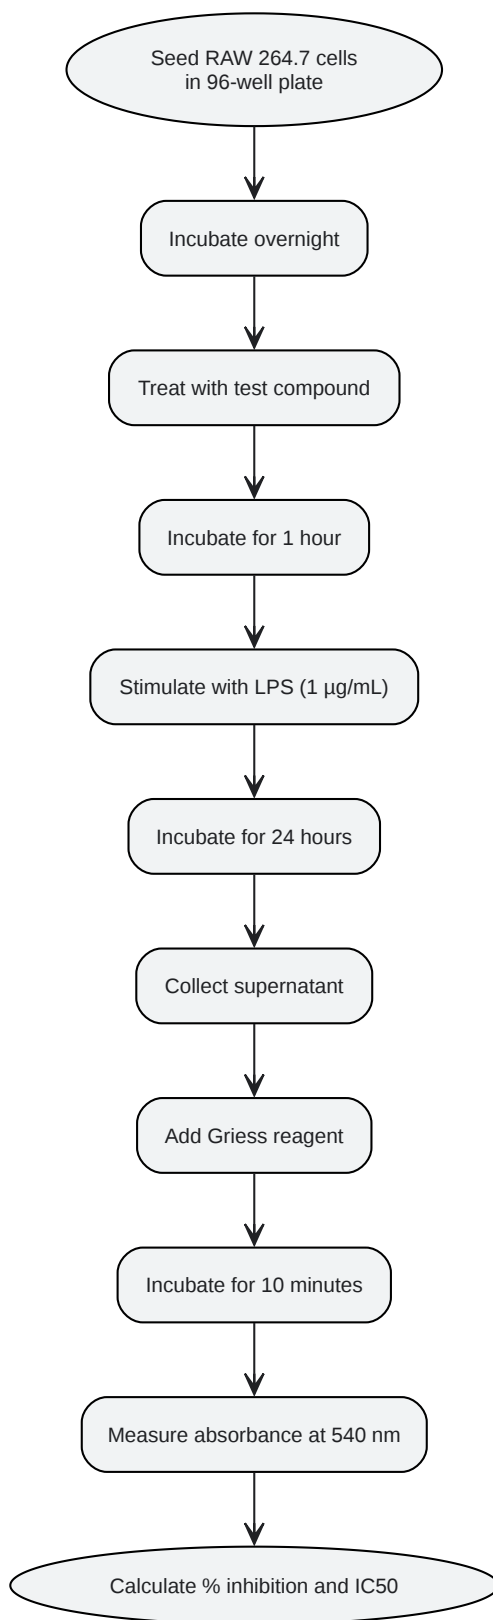 Seed RAW 264.7 cells
in 96-well plate
Incubate overnight
Treat with test compound
Incubate for 1 hour
Stimulate with LPS (1 µg/mL)
Incubate for 24 hours
Collect supernatant
Add Griess reagent
Incubate for 10 minutes
Measure absorbance at 540 nm
Calculate % inhibition and IC50